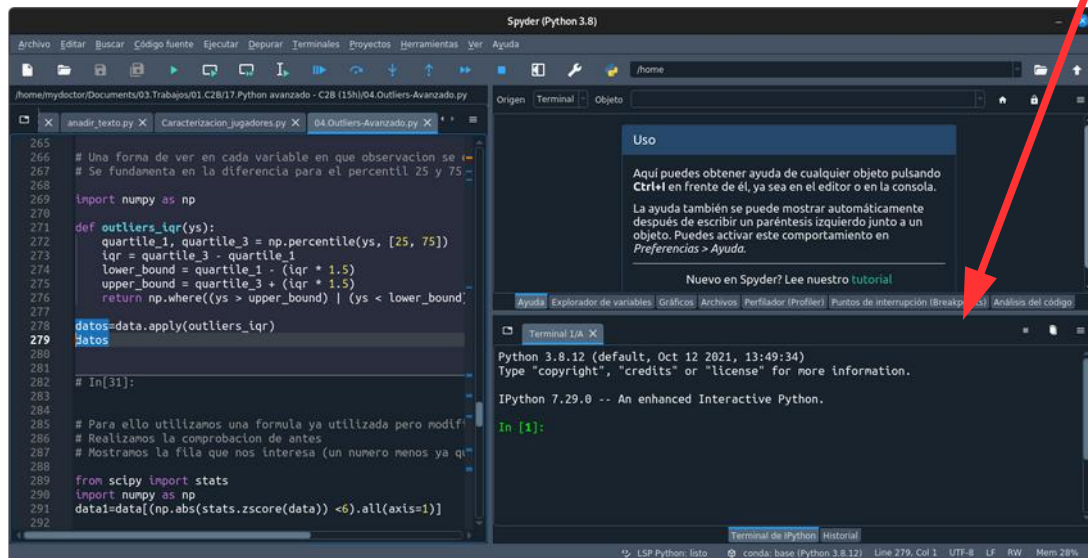 Spyder (Python 3.8)
Archivo Editar Buscar Código fuente Ejecutar Depurar Terminales Proyectos Herramientas Ver Ayuda
/home
/home/mydoctor/Documents/03.Trabajos/01.C2B/17.Python avanzado - C2B (15h)/04.Outliers-Avanzado.py
anadir_texto.py Caracterizacion_jugadores.py 04.Outliers-Avanzado.py
265
266 # Una forma de ver en cada variable en que observacion se
267 # Se fundamenta en la diferencia para el percentil 25 y 75
268
269 import numpy as np
270
271 def outliers_iqr(ys):
272 quartile_1, quartile_3 = np.percentile(ys, [25, 75])
273 iqr = quartile_3 - quartile_1
274 lower_bound = quartile_1 - (iqr * 1.5)
275 upper_bound = quartile_3 + (iqr * 1.5)
276 return np.where((ys > upper_bound) | (ys < lower_bound)
277
278 datos=data.apply(outliers_iqr)
279 datos
280
281
282 # In[31]:
283
284
285 # Para ello utilizamos una formula ya utilizada pero modif
286 # Realizamos la comprobacion de antes
287 # Mostramos la fila que nos interesa (un numero menos ya q
288
289 from scipy import stats
290 import numpy as np
291 data1=data[(np.abs(stats.zscore(data)) <6).all(axis=1)]
292
Origen Terminal Objeto
Uso
Aquí puedes obtener ayuda de cualquier objeto pulsando
Ctrl+I en frente de él, ya sea en el editor o en la consola.
La ayuda también se puede mostrar automáticamente
después de escribir un paréntesis izquierdo junto a un
objeto. Puedes activar este comportamiento en
Preferencias > Ayuda.
Nuevo en Spyder? Lee nuestro tutorial
Ayuda Explorador de variables Gráficos Archivos Perfilador (Profiler) Puntos de interrupción (Breakpoints) Análisis del código
Terminal 1/A
Python 3.8.12 (default, Oct 12 2021, 13:49:34)
Type "copyright", "credits" or "license" for more information.
IPython 7.29.0 -- An enhanced Interactive Python.
In [1]:
Terminal de IPython Historial
LSP Python: listo conda: base (Python 3.8.12) Line 279, Col 1 UTF-8 LF RW Mem 28%